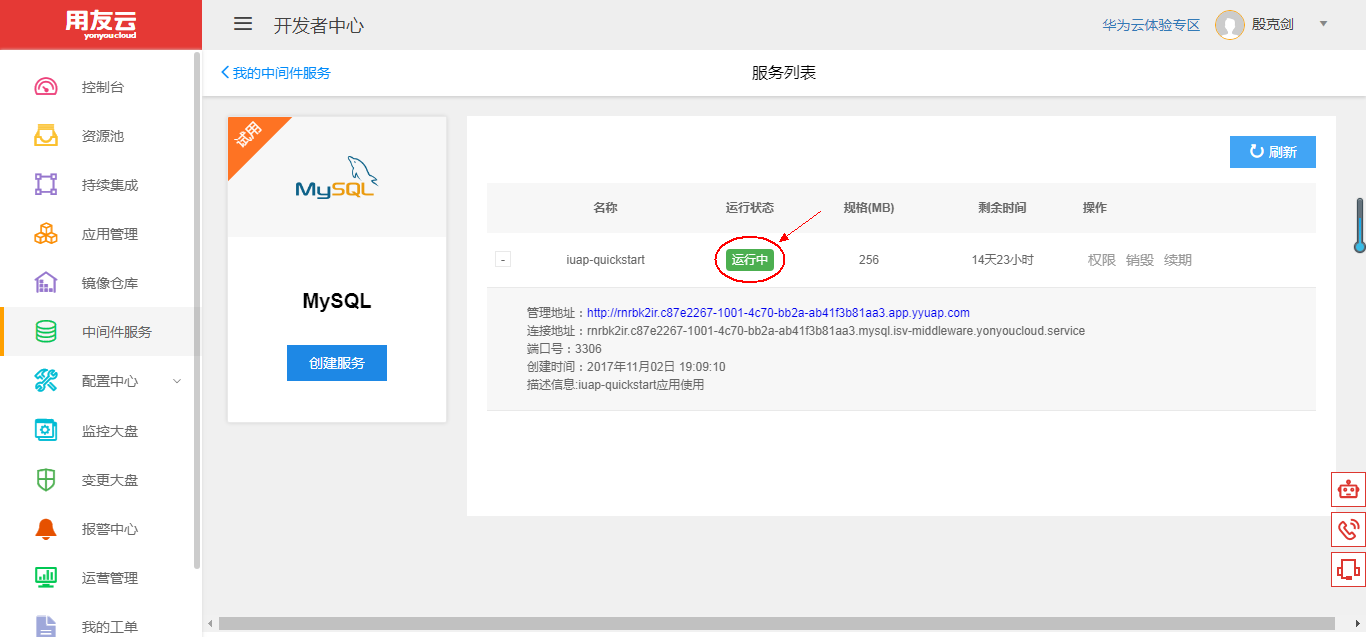 用友云
yonyoucloud
开发者中心
华为云体验专区
殷克剑
控制台
资源池
持续集成
应用管理
镜像仓库
中间件服务
配置中心
监控大盘
变更大盘
报警中心
运营管理
我的工单
我的中间件服务
服务列表
试用
MySQL
MySQL
创建服务
刷新
名称 运行状态 规格(MB) 剩余时间 操作
- iuap-quickstart 运行中 256 14天23小时 权限 销毁 续期
管理地址：http://rnrbk2ir.c87e2267-1001-4c70-bb2a-ab41f3b81aa3.app.yyuap.com
连接地址：rnrbk2ir.c87e2267-1001-4c70-bb2a-ab41f3b81aa3.mysql.isv-middleware.yonyoucloud.service
端口号：3306
创建时间：2017年11月02日 19:09:10
描述信息:iuap-quickstart应用使用